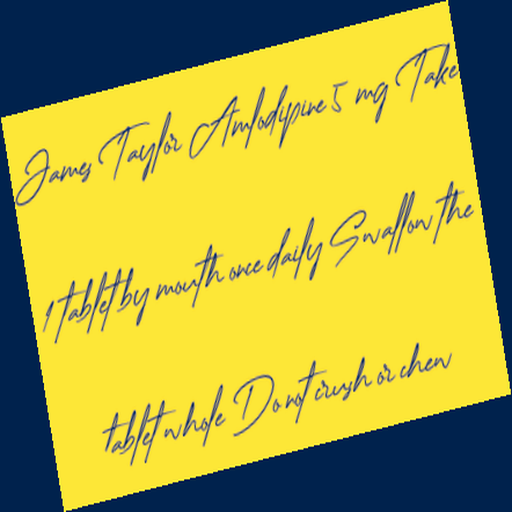 James Taylor Amlodipine 5 mg Take
1 tablet by mouth once daily Swallow the
tablet whole Do not crush or chew